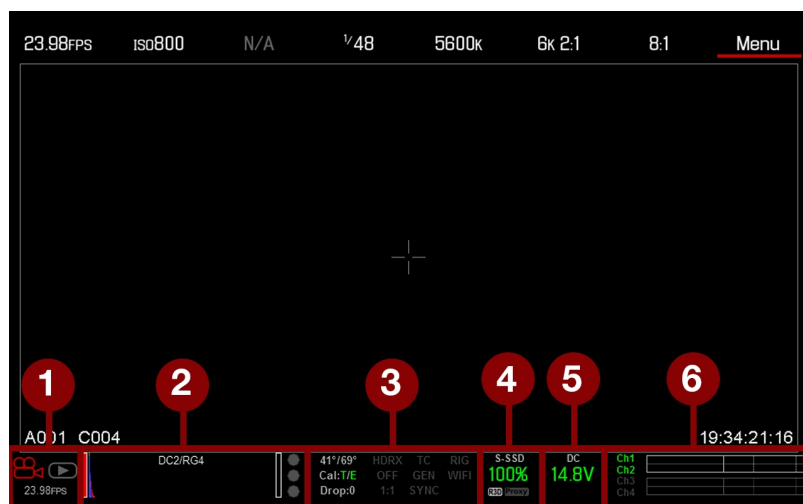 23.98FPS ISO800 N/A 1/48 5600K 6K 2:1 8:1 Menu
1 2 3 4 5 6
A001 C004 19:34:21:16
DC2/RG4 41°/69° HDRX TC RIG S-SSD DC Ch1
Cal:T/E OFF GEN WIFI 100% 14.8V Ch2
23.98FPS Drop:0 1:1 SYNC R3D Proxy Ch3
Ch4